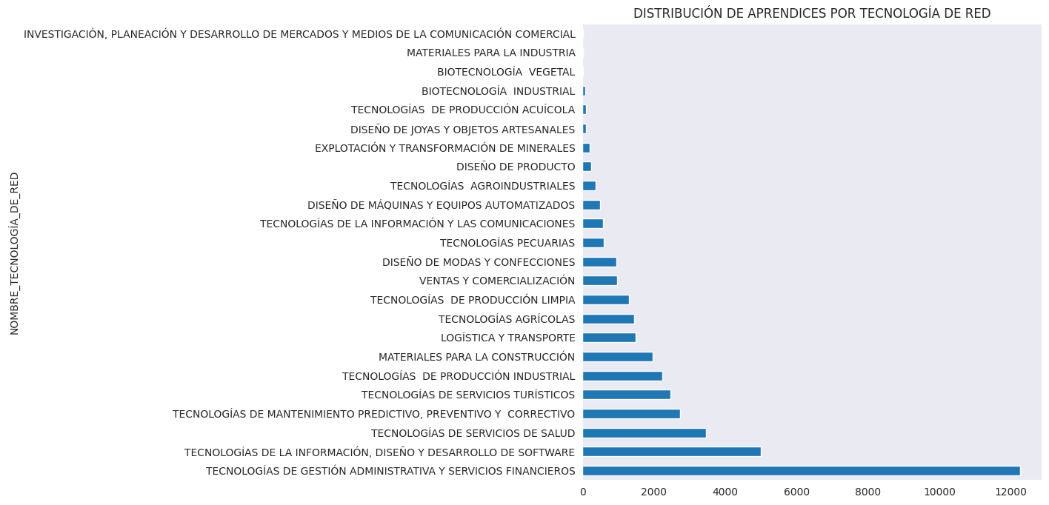 DISTRIBUCIÓN DE APRENDICES POR TECNOLOGÍA DE RED
NOMBRE_TECNOLOGÍA_DE_RED
INVESTIGACIÓN, PLANEACIÓN Y DESARROLLO DE MERCADOS Y MEDIOS DE LA COMUNICACIÓN COMERCIAL
MATERIALES PARA LA INDUSTRIA
BIOTECNOLOGÍA  VEGETAL
BIOTECNOLOGÍA  INDUSTRIAL
TECNOLOGÍAS  DE PRODUCCIÓN ACUÍCOLA
DISEÑO DE JOYAS Y OBJETOS ARTESANALES
EXPLOTACIÓN Y TRANSFORMACIÓN DE MINERALES
DISEÑO DE PRODUCTO
TECNOLOGÍAS  AGROINDUSTRIALES
DISEÑO DE MÁQUINAS Y EQUIPOS AUTOMATIZADOS
TECNOLOGÍAS DE LA INFORMACIÓN Y LAS COMUNICACIONES
TECNOLOGÍAS PECUARIAS
DISEÑO DE MODAS Y CONFECCIONES
VENTAS Y COMERCIALIZACIÓN
TECNOLOGÍAS  DE PRODUCCIÓN LIMPIA
TECNOLOGÍAS AGRÍCOLAS
LOGÍSTICA Y TRANSPORTE
MATERIALES PARA LA CONSTRUCCIÓN
TECNOLOGÍAS  DE PRODUCCIÓN INDUSTRIAL
TECNOLOGÍAS DE SERVICIOS TURÍSTICOS
TECNOLOGÍAS DE MANTENIMIENTO PREDICTIVO, PREVENTIVO Y  CORRECTIVO
TECNOLOGÍAS DE SERVICIOS DE SALUD
TECNOLOGÍAS DE LA INFORMACIÓN, DISEÑO Y DESARROLLO DE SOFTWARE
TECNOLOGÍAS DE GESTIÓN ADMINISTRATIVA Y SERVICIOS FINANCIEROS
0 2000 4000 6000 8000 10000 12000